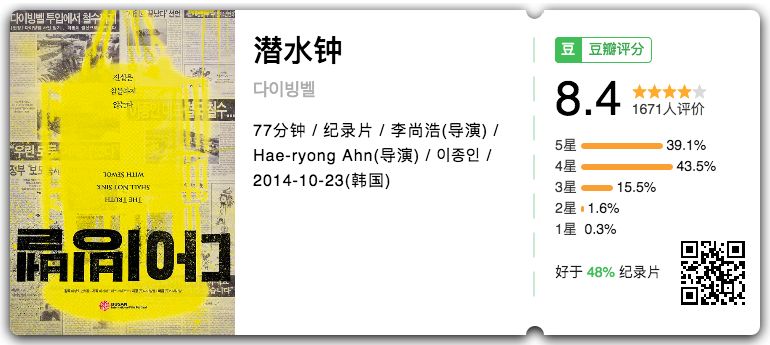 다이빙벨 투입에서 철수까지
진실은
침몰하지
않는다
THE TRUTH
SHALL NOT SINK
WITH SEWOL
다이빙벨
BUSAN
潜水钟
다이빙벨
77分钟 / 纪录片 / 李尚浩(导演) /
Hae-ryong Ahn(导演) / 이종인 /
2014-10-23(韩国)
豆 豆瓣评分
8.4
1671人评价
5星 39.1%
4星 43.5%
3星 15.5%
2星 1.6%
1星 0.3%
好于 48% 纪录片